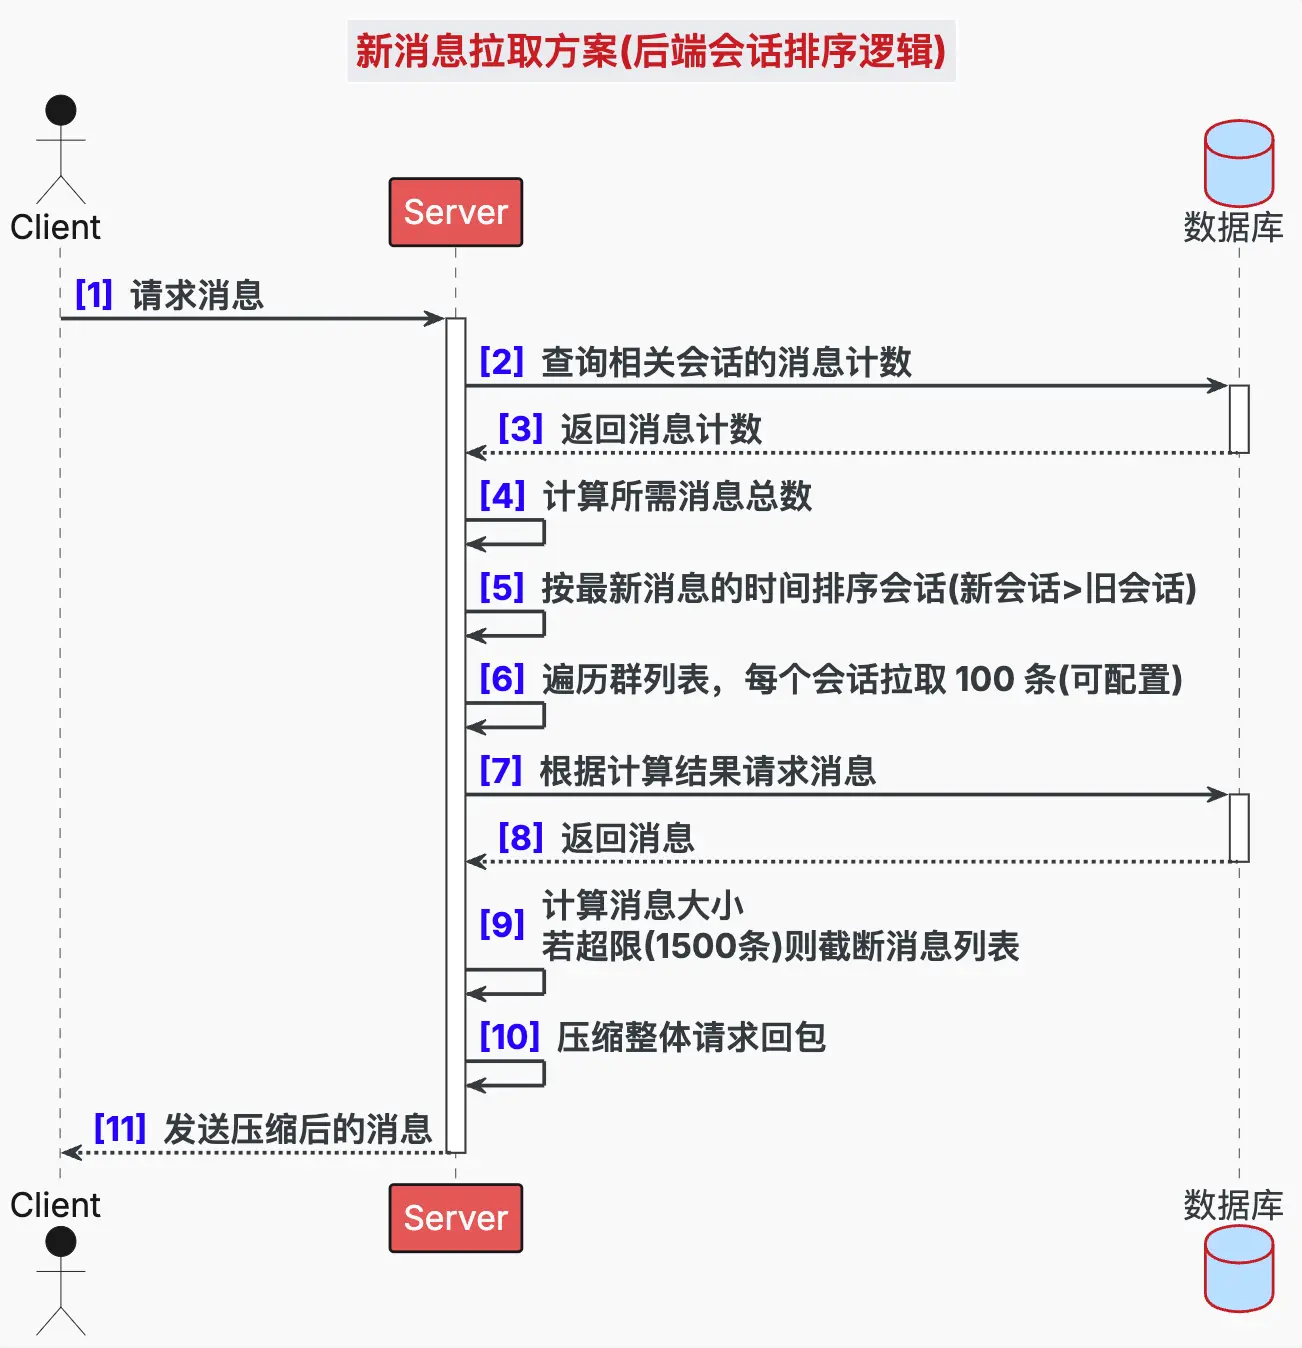 新消息拉取方案(后端会话排序逻辑)
Client
Server
数据库
[1] 请求消息
[2] 查询相关会话的消息计数
[3] 返回消息计数
[4] 计算所需消息总数
[5] 按最新消息的时间排序会话(新会话>旧会话)
[6] 遍历群列表，每个会话拉取 100 条(可配置)
[7] 根据计算结果请求消息
[8] 返回消息
[9] 计算消息大小
若超限(1500条)则截断消息列表
[10] 压缩整体请求回包
[11] 发送压缩后的消息
Client
Server
数据库